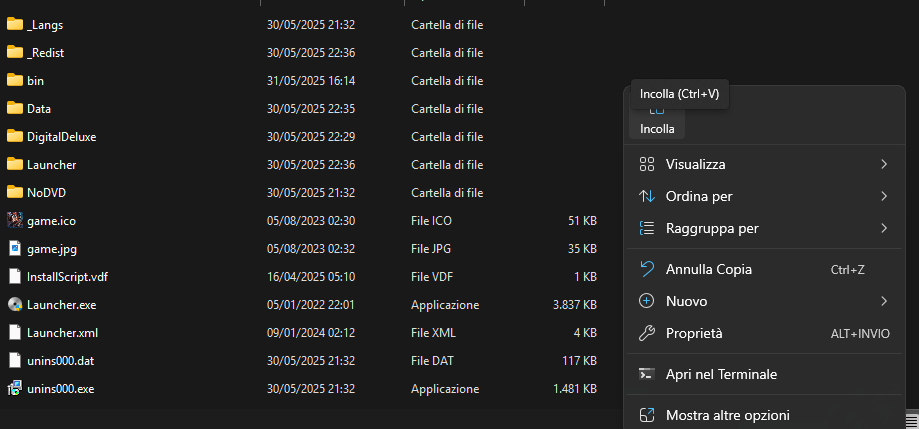 _Langs 30/05/2025 21:32 Cartella di file
_Redist 30/05/2025 22:36 Cartella di file
bin 31/05/2025 16:14 Cartella di file
Data 30/05/2025 22:35 Cartella di file
DigitalDeluxe 30/05/2025 22:29 Cartella di file
Launcher 30/05/2025 22:36 Cartella di file
NoDVD 30/05/2025 21:32 Cartella di file
game.ico 05/08/2023 02:30 File ICO 51 KB
game.jpg 05/08/2023 02:32 File JPG 35 KB
InstallScript.vdf 16/04/2025 05:10 File VDF 1 KB
Launcher.exe 05/01/2022 22:01 Applicazione 3.837 KB
Launcher.xml 09/01/2024 02:12 File XML 4 KB
unins000.dat 30/05/2025 21:32 File DAT 117 KB
unins000.exe 30/05/2025 21:32 Applicazione 1.481 KB
Incolla (Ctrl+V)
Incolla
Visualizza
Ordina per
Raggruppa per
Annulla Copia Ctrl+Z
Nuovo
Proprietà ALT+INVIO
Apri nel Terminale
Mostra altre opzioni